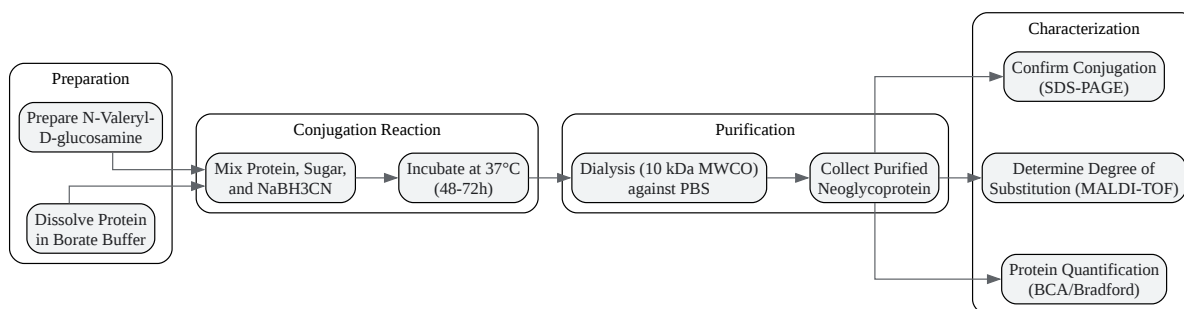 Preparation
Prepare N-Valeryl-
D-glucosamine
Dissolve Protein
in Borate Buffer
Conjugation Reaction
Mix Protein, Sugar,
and NaBH3CN
Incubate at 37°C
(48-72h)
Purification
Dialysis (10 kDa MWCO)
against PBS
Collect Purified
Neoglycoprotein
Characterization
Confirm Conjugation
(SDS-PAGE)
Determine Degree of
Substitution (MALDI-TOF)
Protein Quantification
(BCA/Bradford)